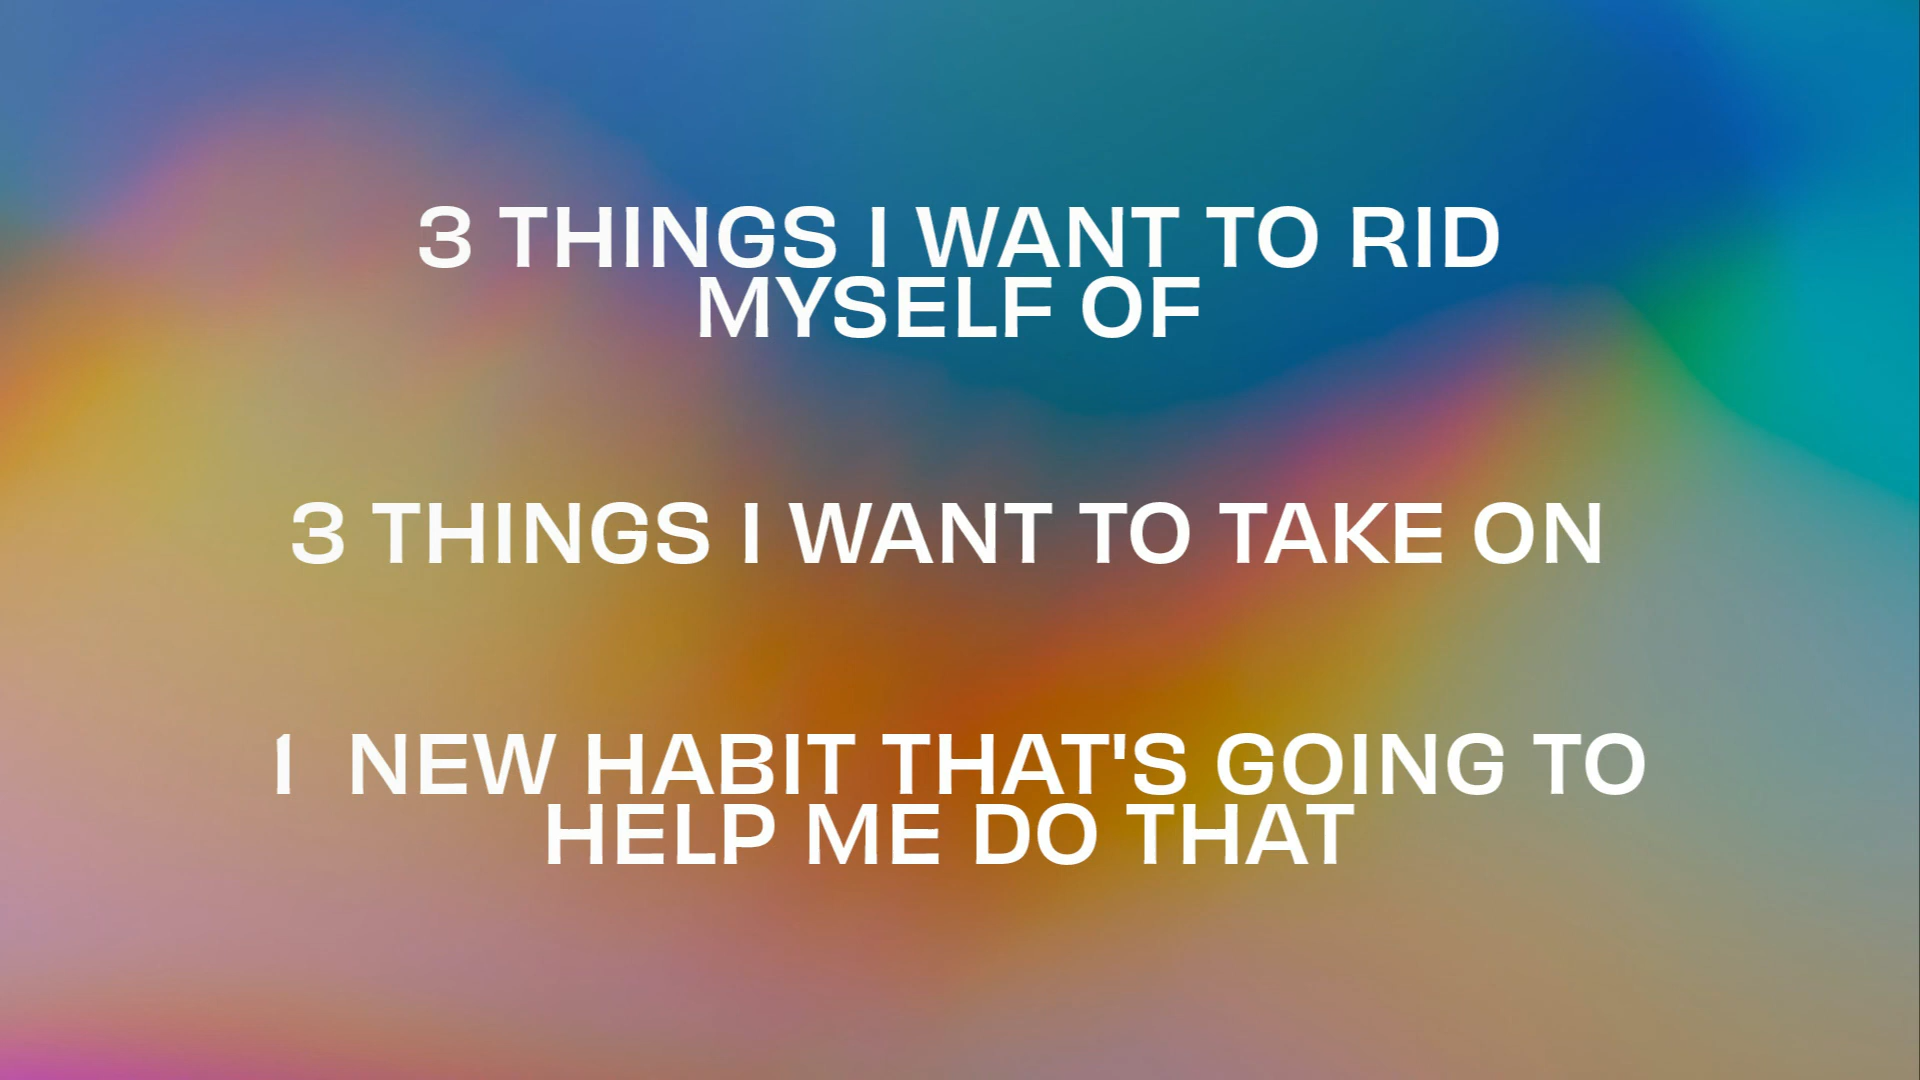 3 THINGS I WANT TO RID
MYSELF OF
3 THINGS I WANT TO TAKE ON
1 NEW HABIT THAT'S GOING TO
HELP ME DO THAT